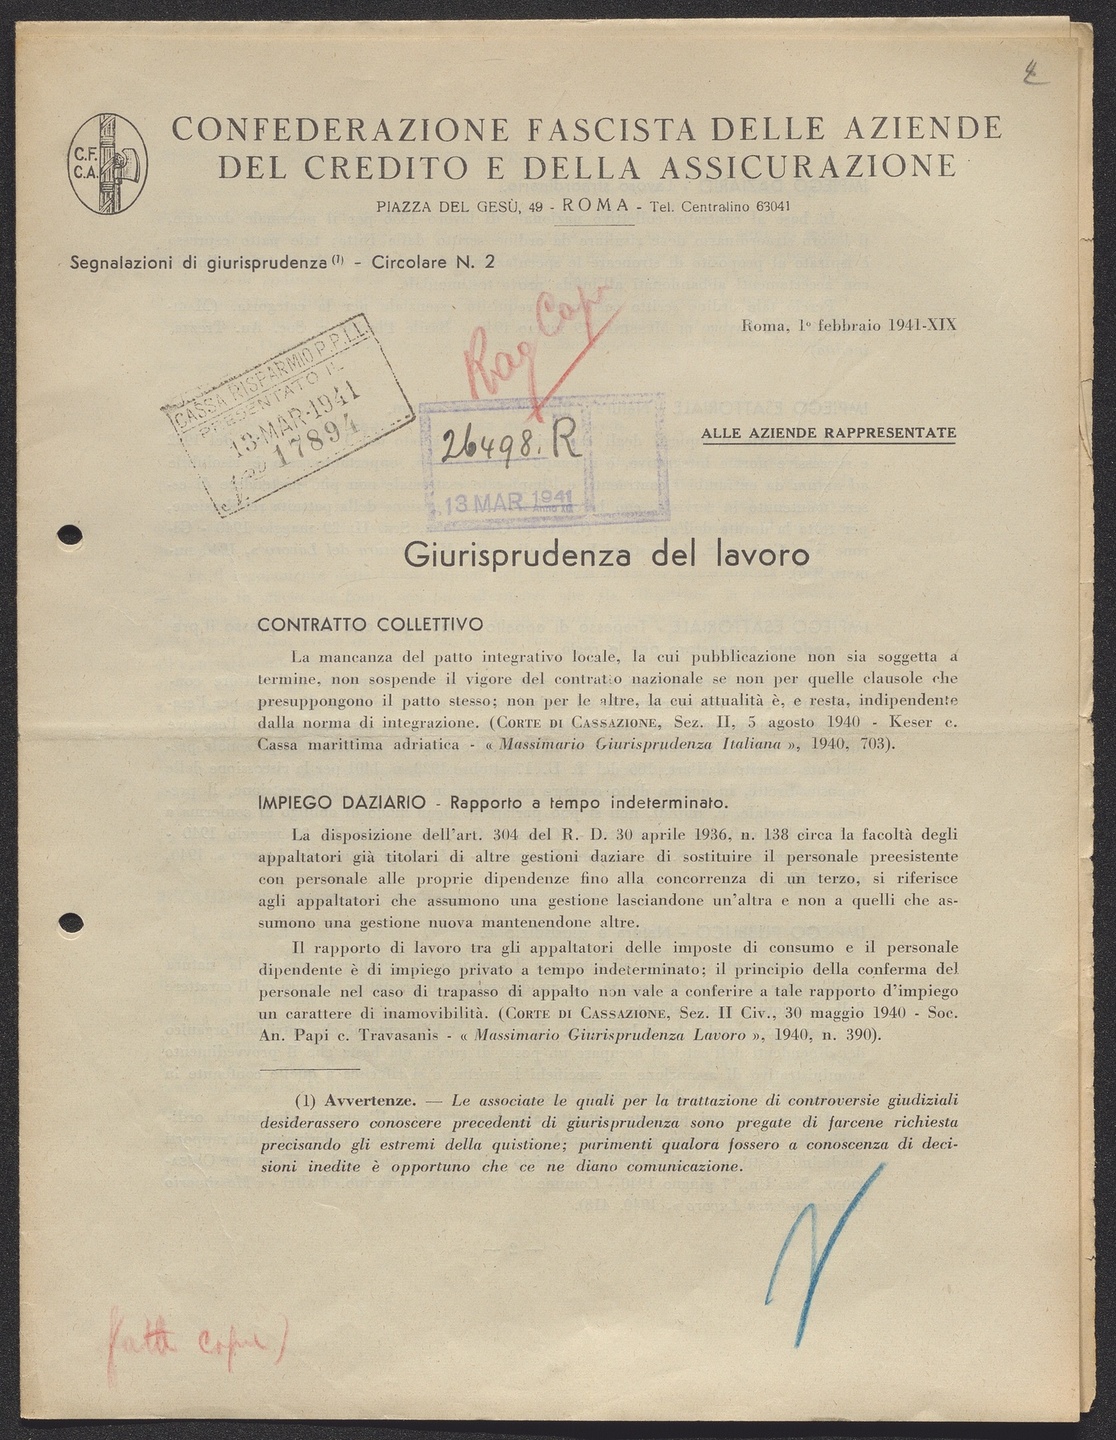 4
C.F.
C.A.
CONFEDERAZIONE FASCISTA DELLE AZIENDE
DEL CREDITO E DELLA ASSICURAZIONE
PIAZZA DEL GESÙ, 49 - ROMA - Tel. Centralino 63041
Segnalazioni di giurisprudenza (1) - Circolare N. 2
Rag Capi
Roma, 1º febbraio 1941-XIX
CASSA RISPARMIO P.P.L.L.
PRESENTATO IL
13·MAR·1941
17894
26498. R
13 MAR 1941
ALLE AZIENDE RAPPRESENTATE
Giurisprudenza del lavoro
CONTRATTO COLLETTIVO
La mancanza del patto integrativo locale, la cui pubblicazione non sia soggetta a
termine, non sospende il vigore del contratto nazionale se non per quelle clausole che
presuppongono il patto stesso; non per le altre, la cui attualità è, e resta, indipendente
dalla norma di integrazione. (CORTE DI CASSAZIONE, Sez. II, 5 agosto 1940 - Keser c.
Cassa marittima adriatica - « Massimario Giurisprudenza Italiana », 1940, 703).
IMPIEGO DAZIARIO - Rapporto a tempo indeterminato.
La disposizione dell'art. 304 del R. D. 30 aprile 1936, n. 138 circa la facoltà degli
appaltatori già titolari di altre gestioni daziare di sostituire il personale preesistente
con personale alle proprie dipendenze fino alla concorrenza di un terzo, si riferisce
agli appaltatori che assumono una gestione lasciandone un'altra e non a quelli che as-
sumono una gestione nuova mantenendone altre.
Il rapporto di lavoro tra gli appaltatori delle imposte di consumo e il personale
dipendente è di impiego privato a tempo indeterminato; il principio della conferma del
personale nel caso di trapasso di appalto non vale a conferire a tale rapporto d'impiego
un carattere di inamovibilità. (CORTE DI CASSAZIONE, Sez. II Civ., 30 maggio 1940 - Soc.
An. Papi c. Travasanis - « Massimario Giurisprudenza Lavoro », 1940, n. 390).
(1) Avvertenze. — Le associate le quali per la trattazione di controversie giudiziali
desiderassero conoscere precedenti di giurisprudenza sono pregate di farcene richiesta
precisando gli estremi della quistione; parimenti qualora fossero a conoscenza di deci-
sioni inedite è opportuno che ce ne diano comunicazione.
fatte copie)